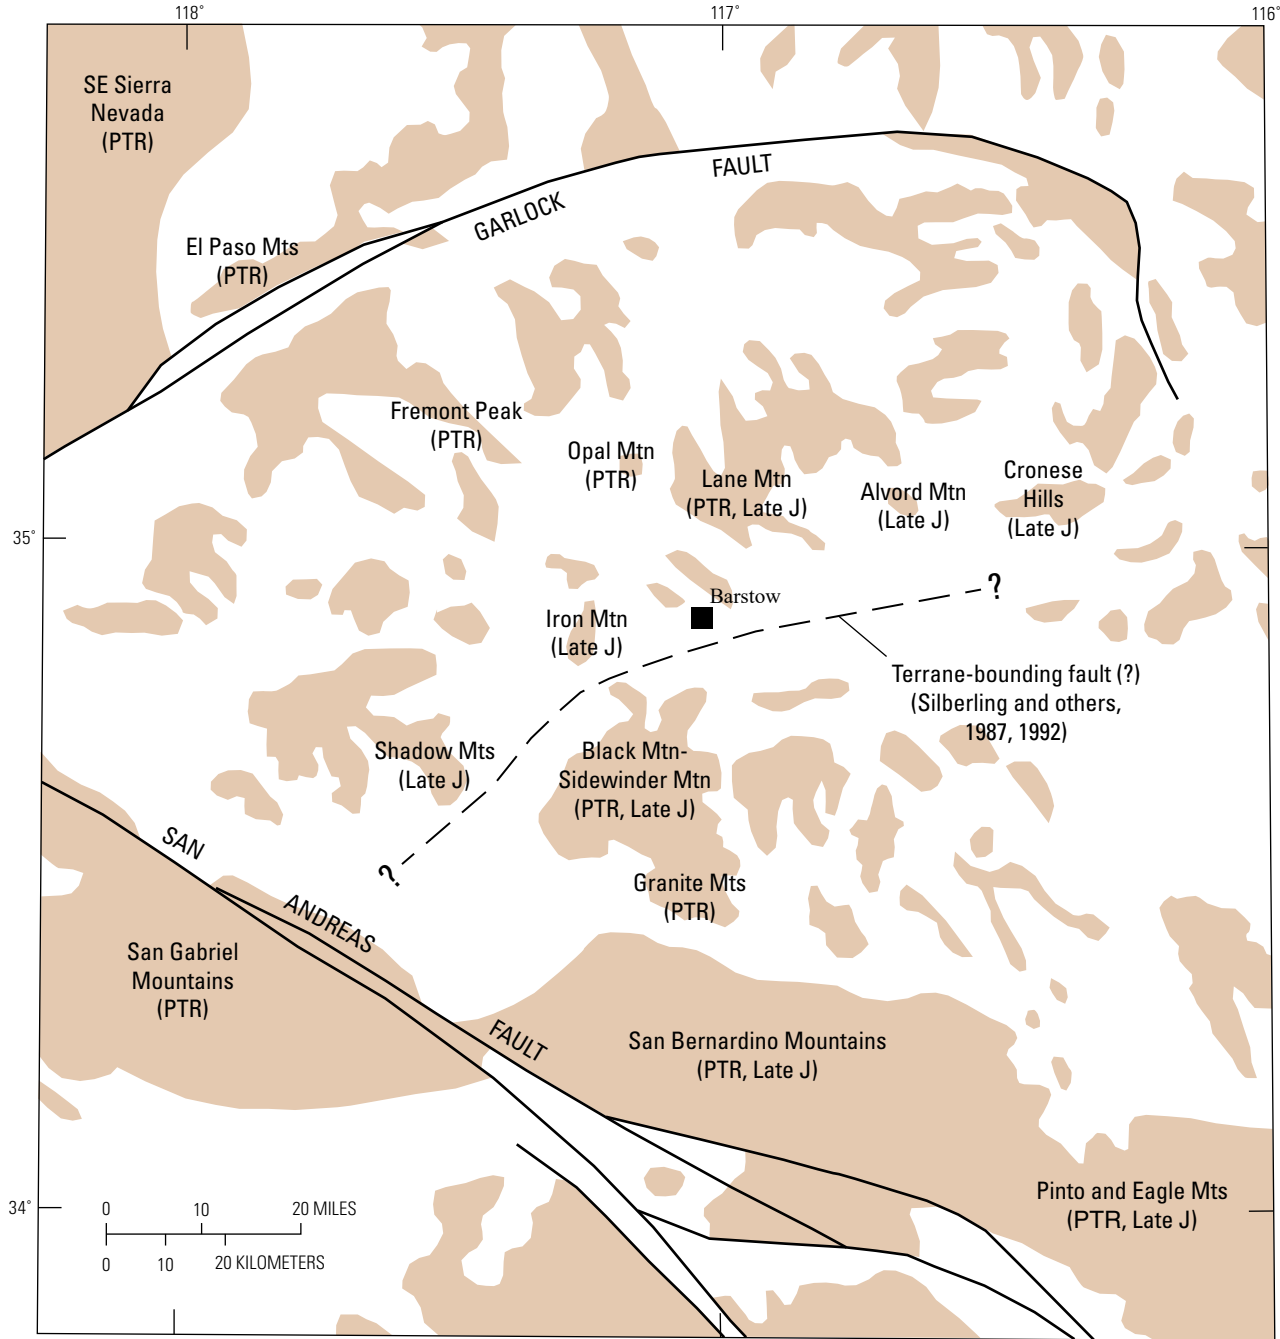 118°
117°
116°
SE Sierra
Nevada
(PTR)
FAULT
GARLOCK
El Paso Mts
(PTR)
Fremont Peak
(PTR)
Opal Mtn
(PTR)
Lane Mtn
(PTR, Late J)
Alvord Mtn
(Late J)
Cronese
Hills
(Late J)
35°
?
Barstow
Iron Mtn
(Late J)
Terrane-bounding fault (?)
(Silberling and others,
1987, 1992)
Shadow Mts
(Late J)
Black Mtn-
Sidewinder Mtn
(PTR, Late J)
SAN
?
Granite Mts
(PTR)
ANDREAS
San Gabriel
Mountains
(PTR)
FAULT
San Bernardino Mountains
(PTR, Late J)
Pinto and Eagle Mts
(PTR, Late J)
34°
0 10 20 MILES
0 10 20 KILOMETERS